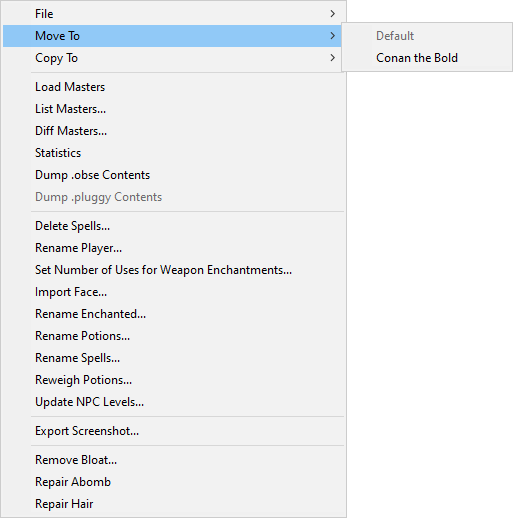 File
Move To
Default
Copy To
Conan the Bold
Load Masters
List Masters...
Diff Masters...
Statistics
Dump .obse Contents
Dump .pluggy Contents
Delete Spells...
Rename Player...
Set Number of Uses for Weapon Enchantments...
Import Face...
Rename Enchanted...
Rename Potions...
Rename Spells...
Reweigh Potions...
Update NPC Levels...
Export Screenshot...
Remove Bloat...
Repair Abomb
Repair Hair